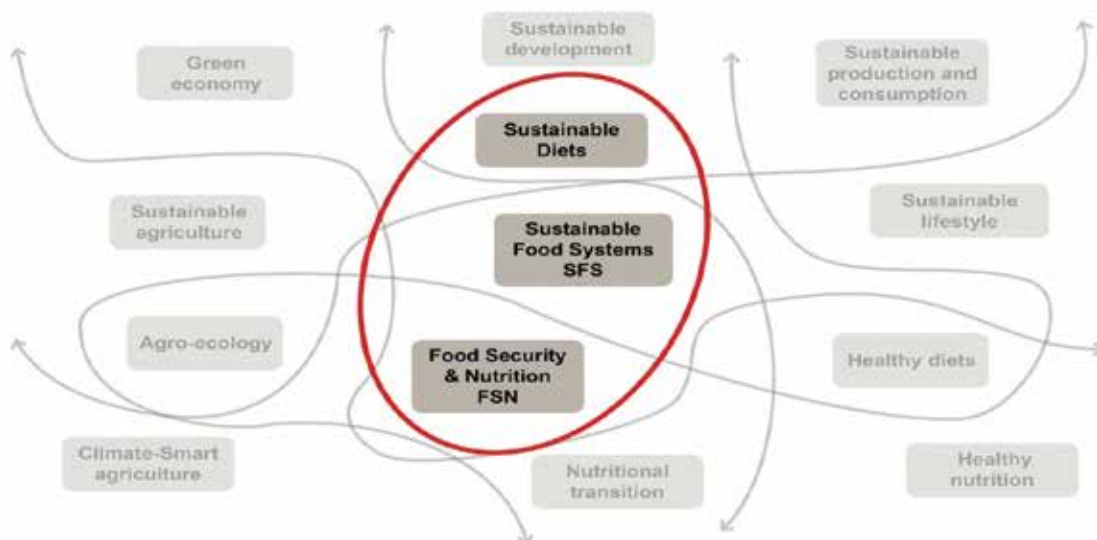 Sustainable
development
Green
economy
Sustainable
production and
consumption
Sustainable
Diets
Sustainable
agriculture
Sustainable
Food Systems
SFS
Sustainable
lifestyle
Agro-ecology
Food Security
& Nutrition
FSN
Healthy diets
Climate-Smart
agriculture
Nutritional
transition
Healthy
nutrition